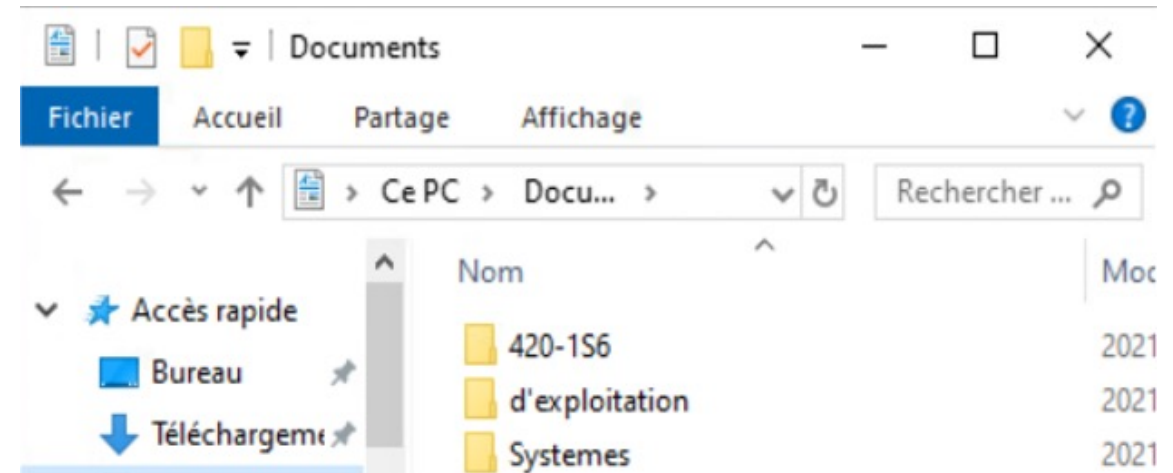 Documents
Fichier Accueil Partage Affichage ?
Ce PC > Docu... > Rechercher ...
Nom Mod
Accès rapide
420-1S6 2021
Bureau
d'exploitation 2021
Téléchargeme
Systemes 2021